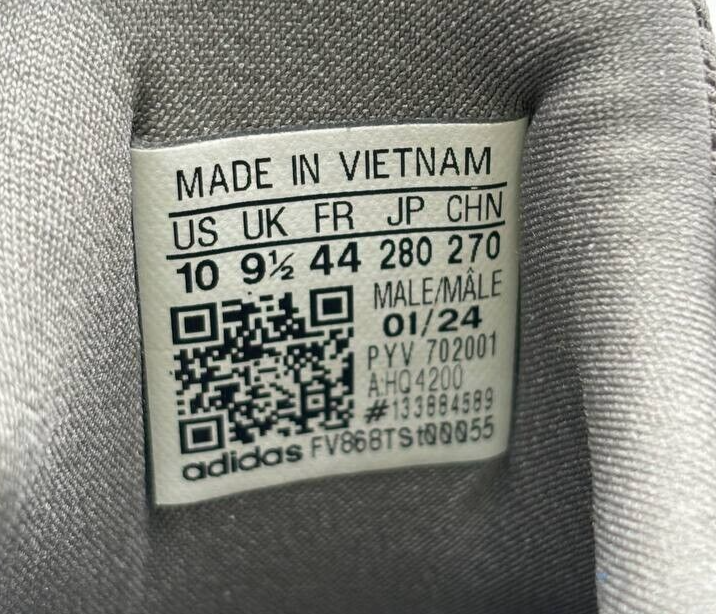 MADE IN VIETNAM
US UK FR JP CHN
10 9½ 44 280 270
MALE/MÂLE
01/24
PYV 702001
A:HQ4200
#133884589
adidas FV868TSt00055